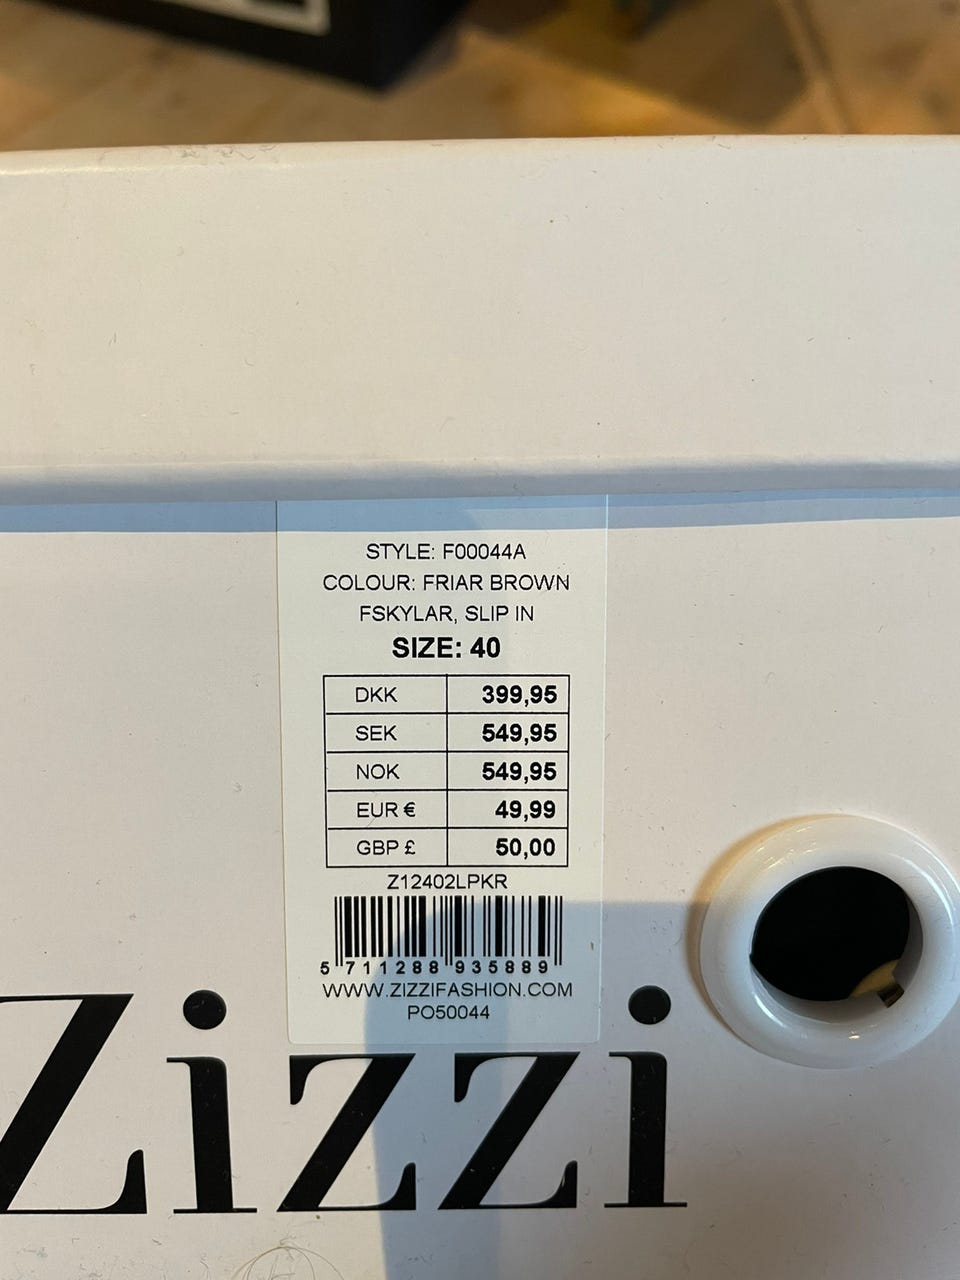 STYLE: F00044A
COLOUR: FRIAR BROWN
FSKYLAR, SLIP IN
SIZE: 40
DKK 399,95
SEK 549,95
NOK 549,95
EUR € 49,99
GBP £ 50,00
Z12402LPKR
5 711288 935889
WWW.ZIZZIFASHION.COM
PO50044
Zizzi